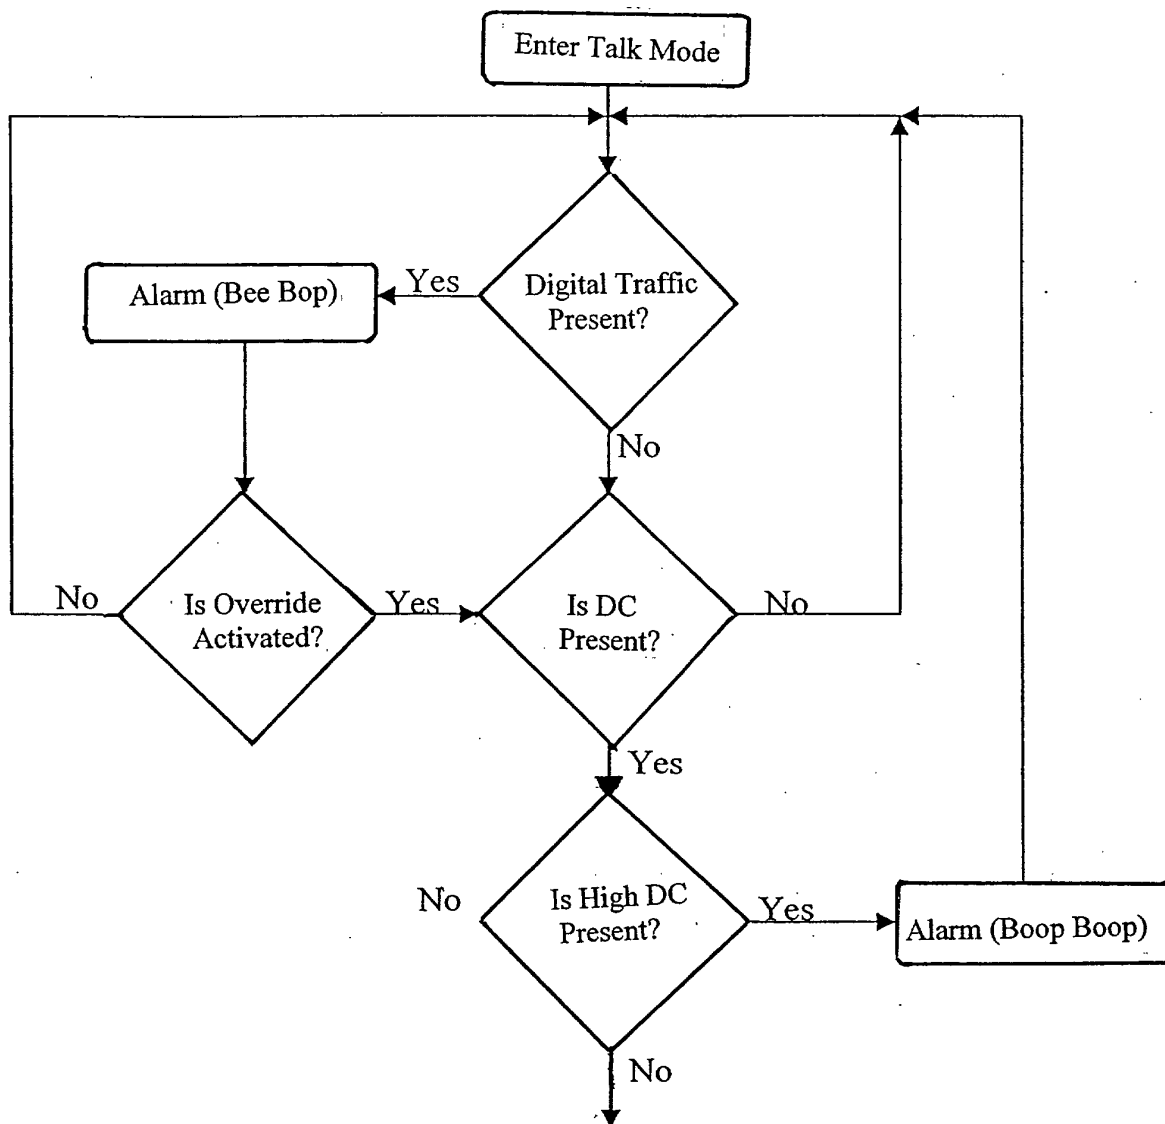 Enter Talk Mode
Digital Traffic
Present?
Yes
Alarm (Bee Bop)
No
Is Override
Activated?
No
Yes
Is DC
Present?
No
Yes
Is High DC
Present?
No
Yes
Alarm (Boop Boop)
No